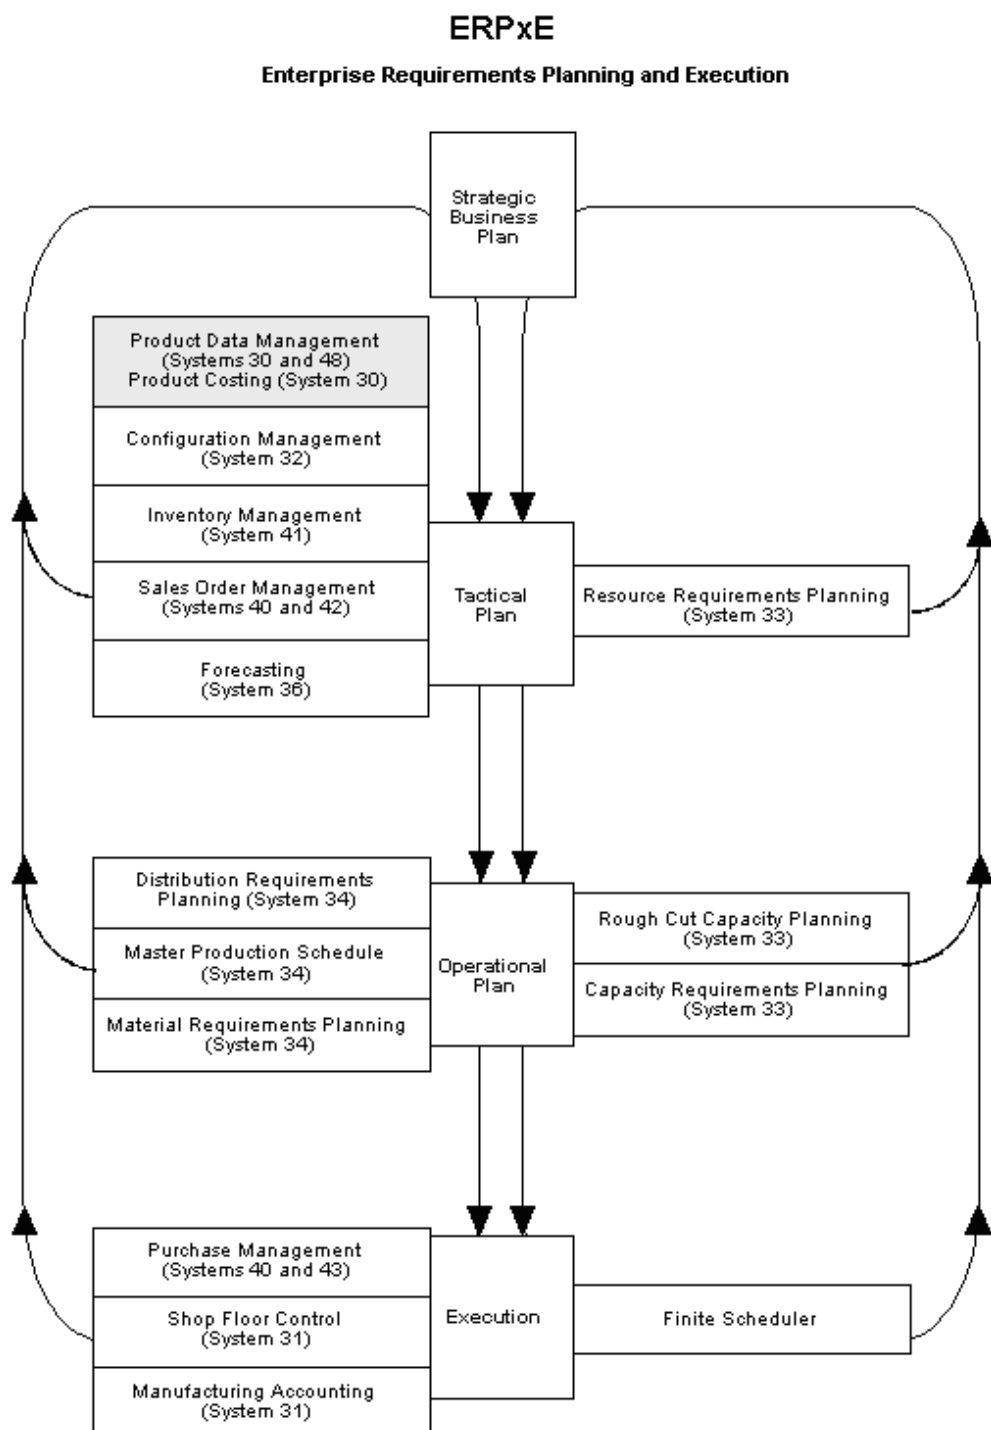 ERPxE
Enterprise Requirements Planning and Execution
Strategic
Business
Plan
Product Data Management
(Systems 30 and 48)
Product Costing (System 30)
Configuration Management
(System 32)
Inventory Management
(System 41)
Sales Order Management
(Systems 40 and 42)
Forecasting
(System 36)
Tactical
Plan
Resource Requirements Planning
(System 33)
Distribution Requirements
Planning (System 34)
Master Production Schedule
(System 34)
Material Requirements Planning
(System 34)
Operational
Plan
Rough Cut Capacity Planning
(System 33)
Capacity Requirements Planning
(System 33)
Purchase Management
(Systems 40 and 43)
Shop Floor Control
(System 31)
Manufacturing Accounting
(System 31)
Execution
Finite Scheduler